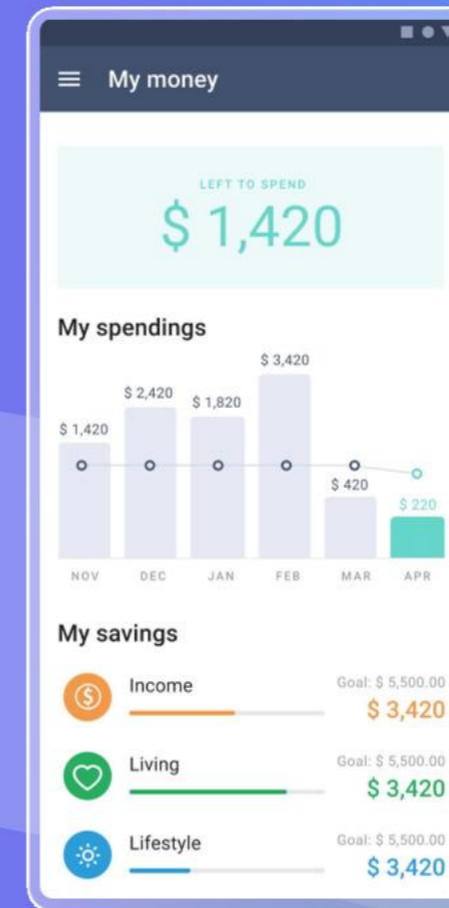 My money
LEFT TO SPEND
$ 1,420
My spendings
$ 3,420
$ 2,420
$ 1,820
$ 1,420
$ 420
$ 220
NOV DEC JAN FEB MAR APR
My savings
Income Goal: $ 5,500.00
$ 3,420
Living Goal: $ 5,500.00
$ 3,420
Lifestyle Goal: $ 5,500.00
$ 3,420